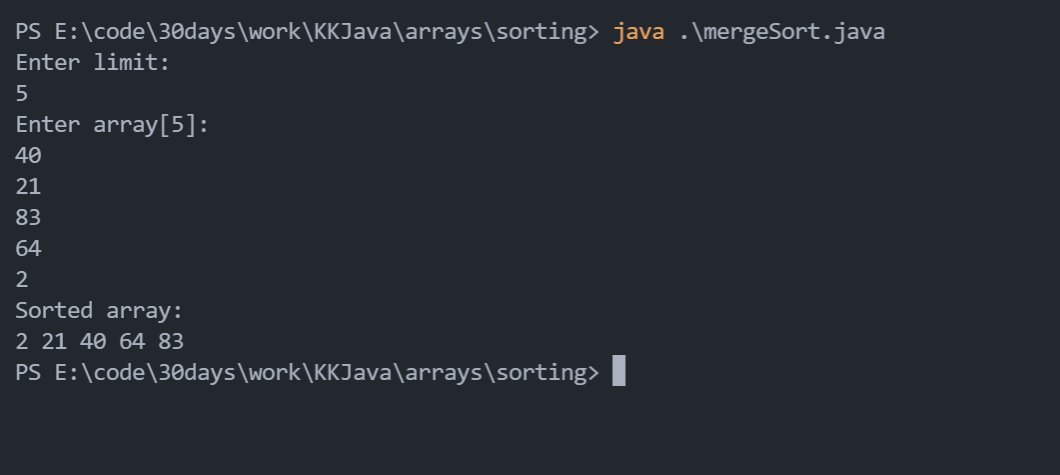 PS E:\code\30days\work\KKJava\arrays\sorting> java .\mergeSort.java
Enter limit:
5
Enter array[5]:
40
21
83
64
2
Sorted array:
2 21 40 64 83
PS E:\code\30days\work\KKJava\arrays\sorting>